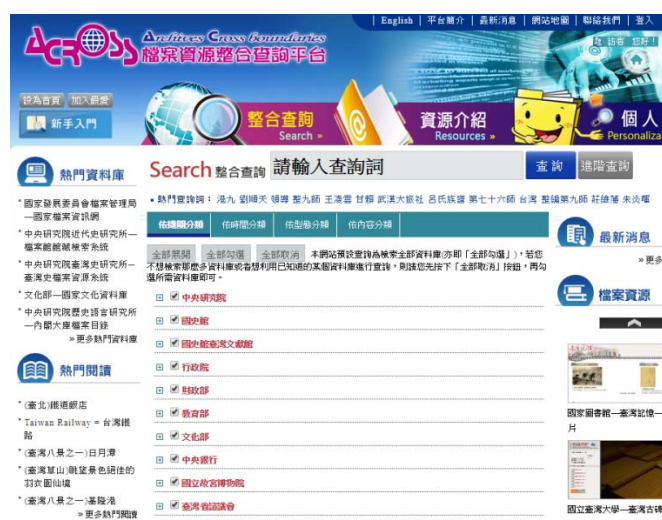 English | 平台簡介 | 最新消息 | 網站地圖 | 聯絡我們 | 登入
ACROSS
Archives Cross boundaries
檔案資源整合查詢平台
訪客 您好!
設為首頁 加入最愛
新手入門
整合查詢
Search »
資源介紹
Resources »
個人
Personaliza
熱門資料庫
國家發展委員會檔案管理局
—國家檔案資訊網
中央研究院近代史研究所—
檔案館館藏檢索系統
中央研究院臺灣史研究所—
臺灣史檔案資源系統
文化部—國家文化資料庫
中央研究院歷史語言研究所
—內閣大庫檔案目錄
»更多熱門資料庫
熱門閱讀
(臺北)鐵道飯店
Taiwan Railway = 台灣鐵
路
(臺灣八景之一)日月潭
(臺灣草山)眺望景色絕佳的
羽衣園仙境
(臺灣八景之一)基隆港
»更多熱門閱讀
Search 整合查詢 請輸入查詢詞 查詢 進階查詢
熱門查詢詞: 港九 劉順天 領導 整九師 王凌雲 甘麗 武漢大旅社 呂氏族譜 第七十六師 台灣 整編第九師 莊維藩 朱炎暉
依機關分類 依時間分類 依型態分類 依內容分類
全部展開 全部勾選 全部取消 本網站預設查詢為檢索全部資料庫(亦即「全部勾選」),若您
不想檢索那麼多資料庫或者想利用已知道的某個資料庫進行查詢,則請您先按下「全部取消」按鈕,再勾
選所需資料庫即可。
中央研究院
國史館
國史館臺灣文獻館
行政院
財政部
教育部
文化部
中央銀行
國立故宮博物院
臺灣省諮議會
最新消息
»更多
檔案資源
國家圖書館—臺灣記憶—
片
國立臺灣大學—臺灣古碑